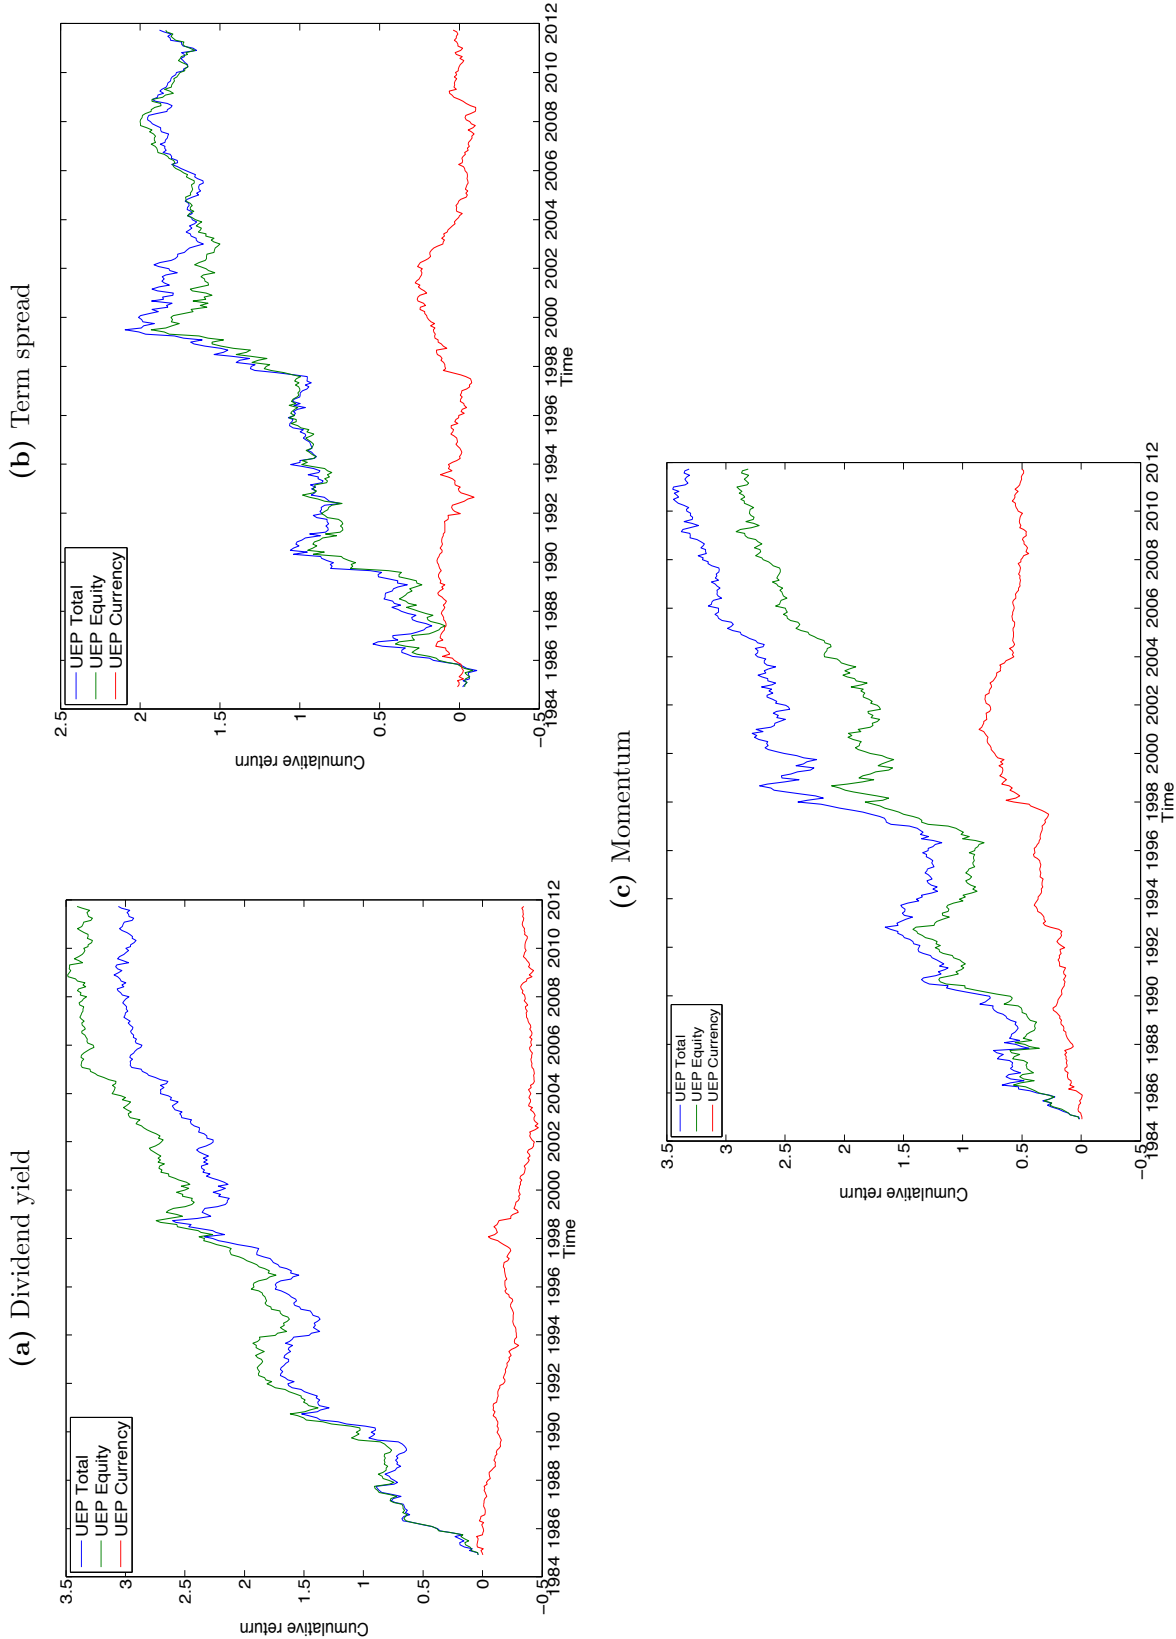 (a) Dividend yield
UEP Total
UEP Equity
UEP Currency
3.5
3
2.5
2
1.5
1
0.5
0
−0.5
Cumulative return
1984 1986 1988 1990 1992 1994 1996 1998 2000 2002 2004 2006 2008 2010 2012
Time
(b) Term spread
UEP Total
UEP Equity
UEP Currency
2.5
2
1.5
1
0.5
0
−0.5
Cumulative return
1984 1986 1988 1990 1992 1994 1996 1998 2000 2002 2004 2006 2008 2010 2012
Time
(c) Momentum
UEP Total
UEP Equity
UEP Currency
3.5
3
2.5
2
1.5
1
0.5
0
−0.5
Cumulative return
1984 1986 1988 1990 1992 1994 1996 1998 2000 2002 2004 2006 2008 2010 2012
Time